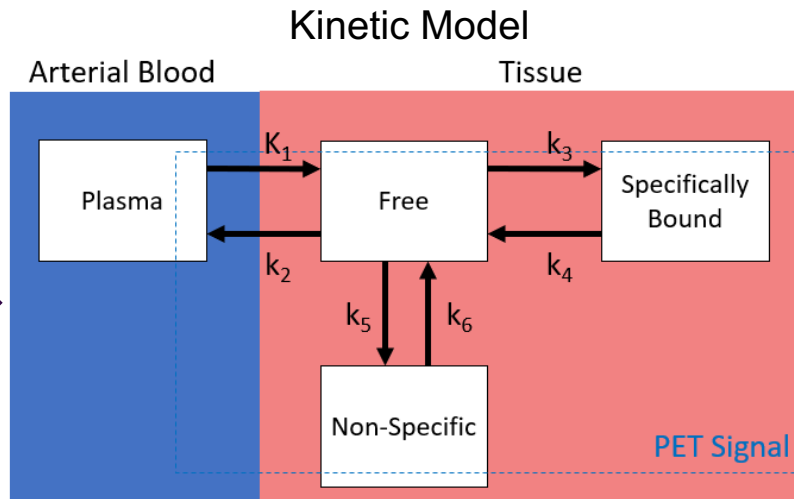 Kinetic Model
Arterial Blood
Tissue
K₁
k₃
Plasma
Free
Specifically
Bound
k₂
k₄
k₅
k₆
Non-Specific
PET Signal